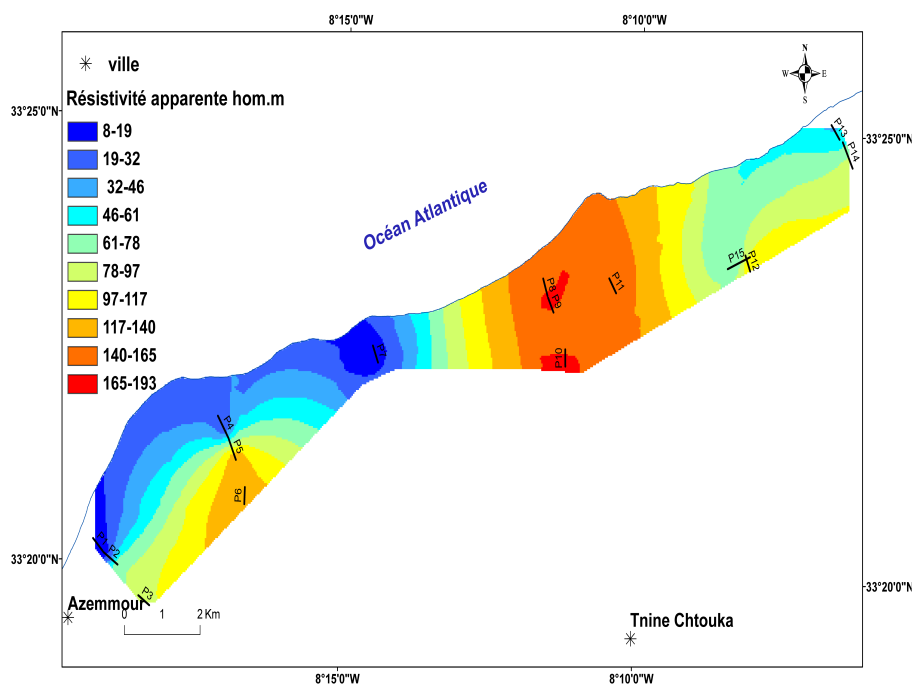 8°15'0"W
8°10'0"W
ville
N
W
E
S
Résistivité apparente hom.m
33°25'0"N
33°25'0"N
8-19
19-32
32-46
46-61
61-78
78-97
97-117
117-140
140-165
165-193
Océan Atlantique
P13
P14
P15
P12
P8
P9
P11
P10
P4
P5
P6
P2
P3
33°20'0"N
33°20'0"N
Azemmour
0 1 2 Km
Tnine Chtouka
8°15'0"W
8°10'0"W